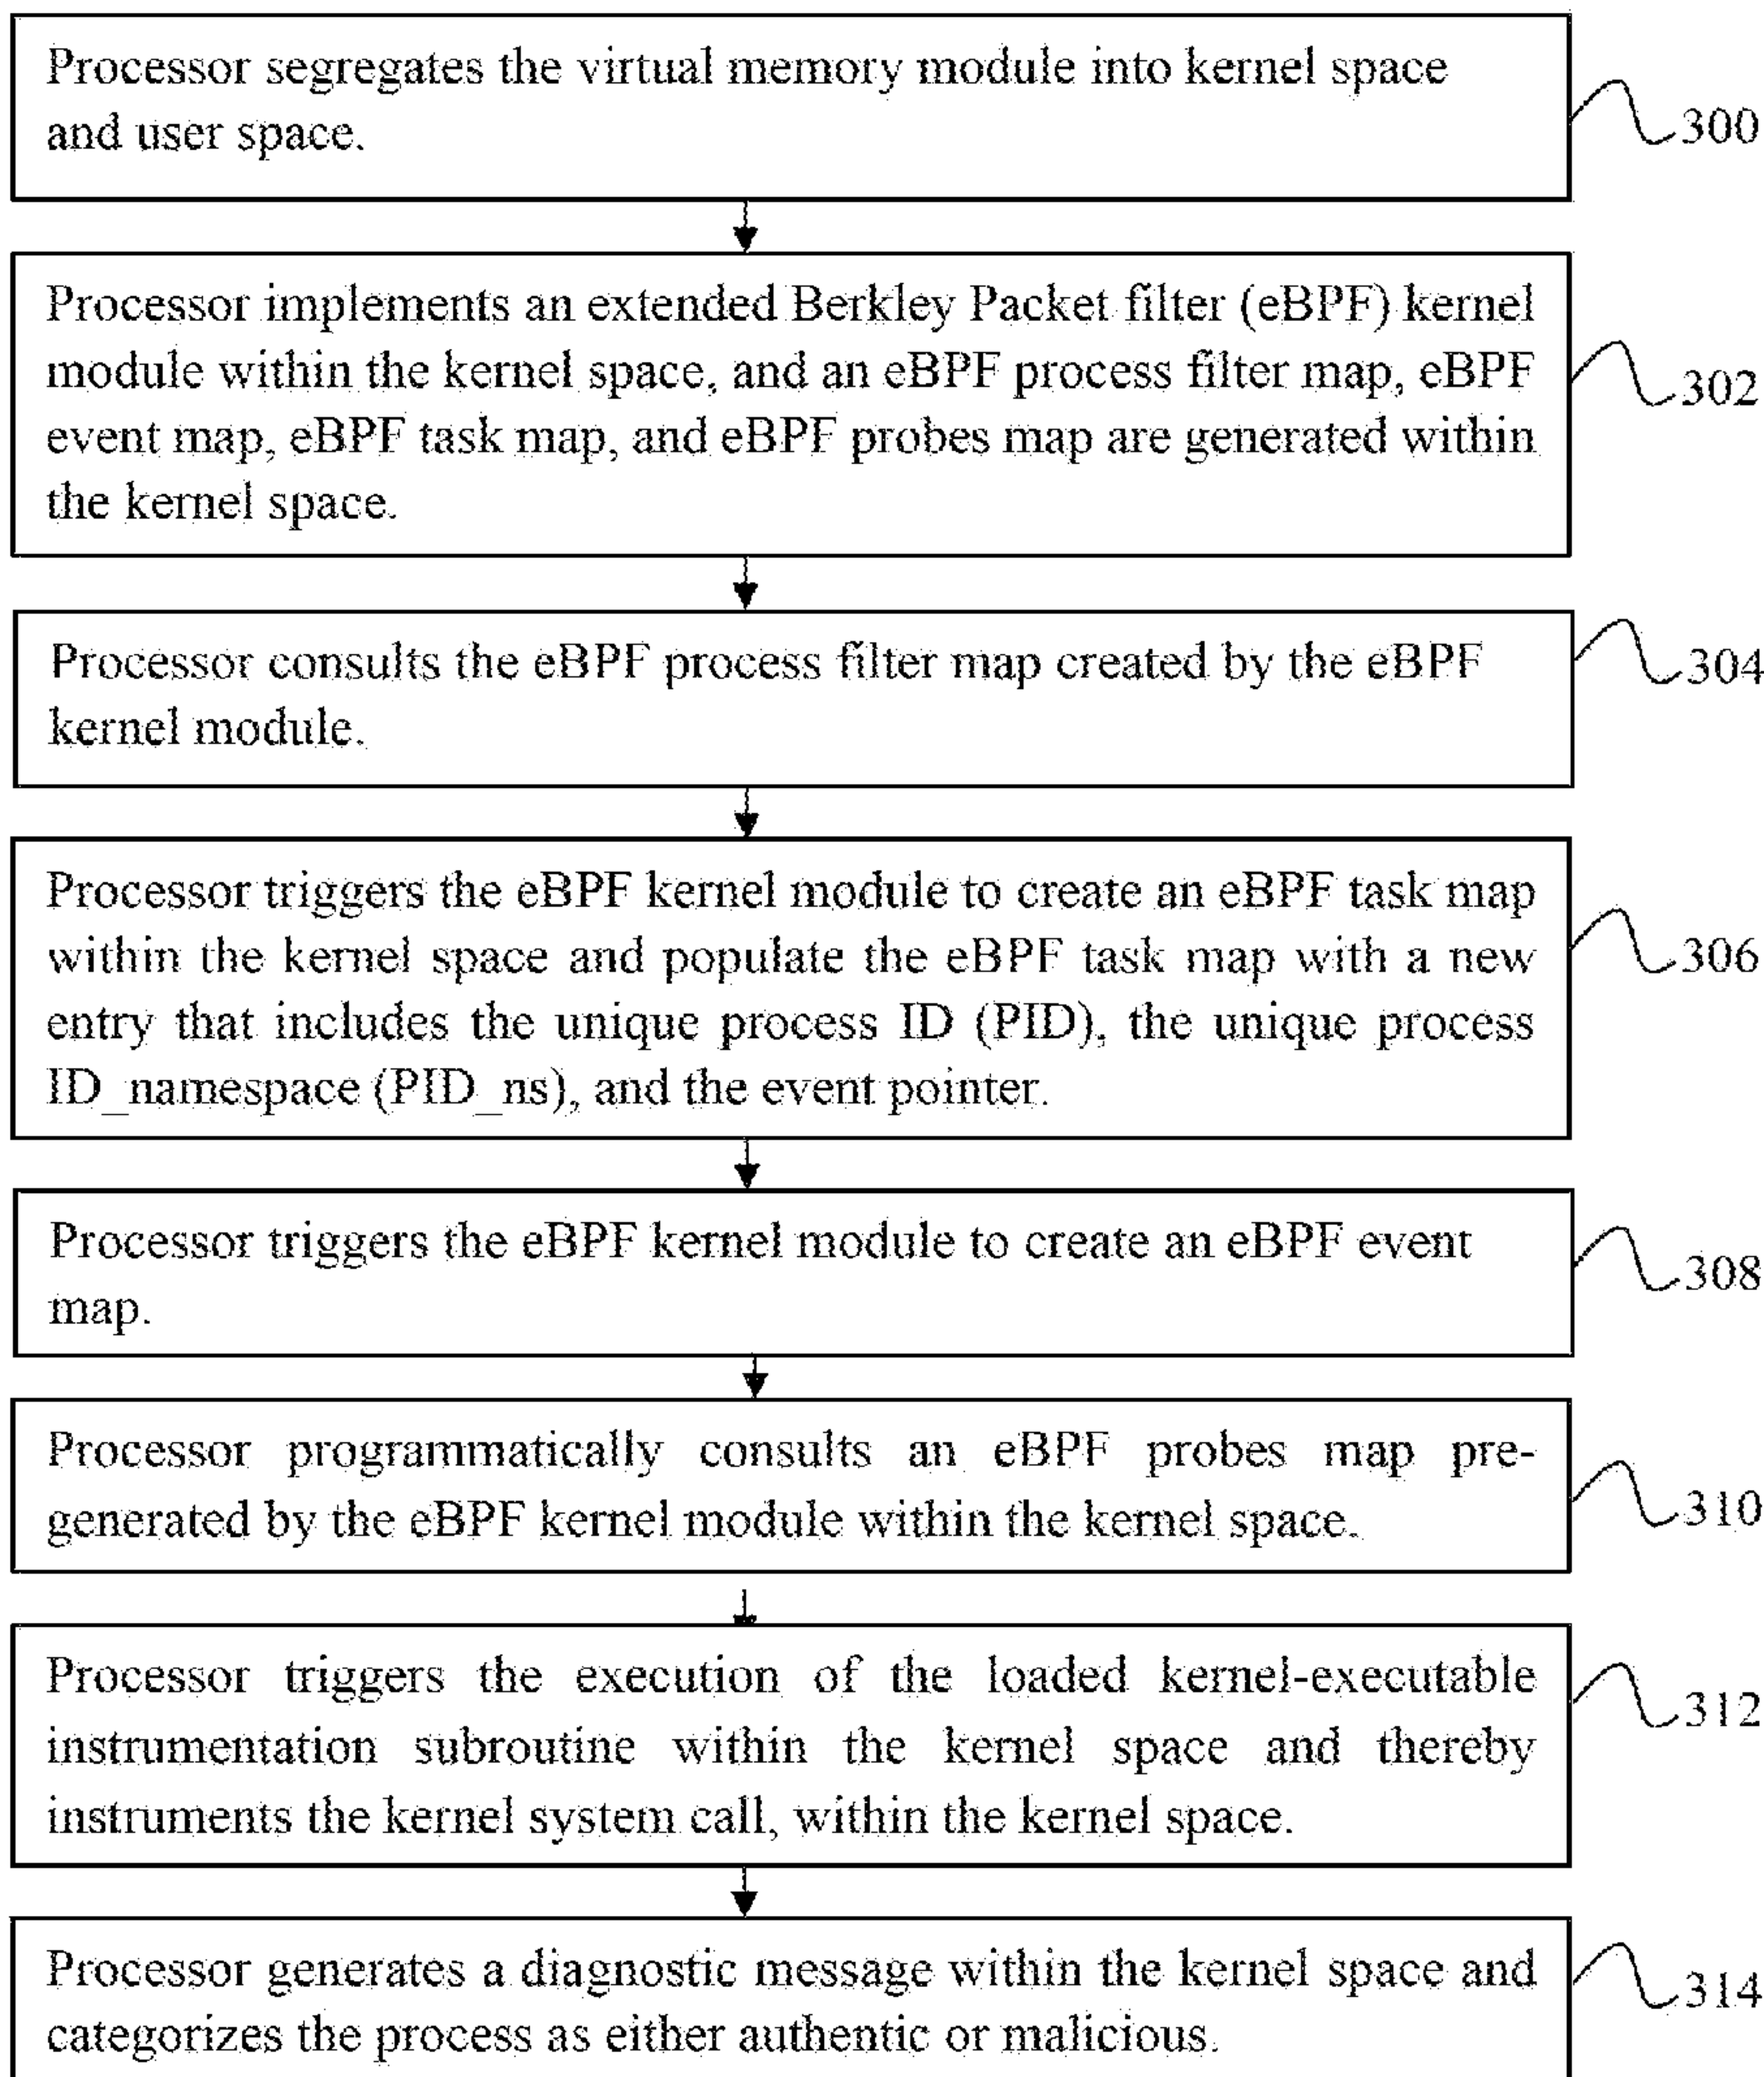 Processor segregates the virtual memory module into kernel space
and user space.
300
Processor implements an extended Berkley Packet filter (eBPF) kernel
module within the kernel space, and an eBPF process filter map, eBPF
event map, eBPF task map, and eBPF probes map are generated within
the kernel space.
302
Processor consults the eBPF process filter map created by the eBPF
kernel module.
304
Processor triggers the eBPF kernel module to create an eBPF task map
within the kernel space and populate the eBPF task map with a new
entry that includes the unique process ID (PID), the unique process
ID_namespace (PID_ns), and the event pointer.
306
Processor triggers the eBPF kernel module to create an eBPF event
map.
308
Processor programmatically consults an eBPF probes map pre-
generated by the eBPF kernel module within the kernel space.
310
Processor triggers the execution of the loaded kernel-executable
instrumentation subroutine within the kernel space and thereby
instruments the kernel system call, within the kernel space.
312
Processor generates a diagnostic message within the kernel space and
categorizes the process as either authentic or malicious.
314